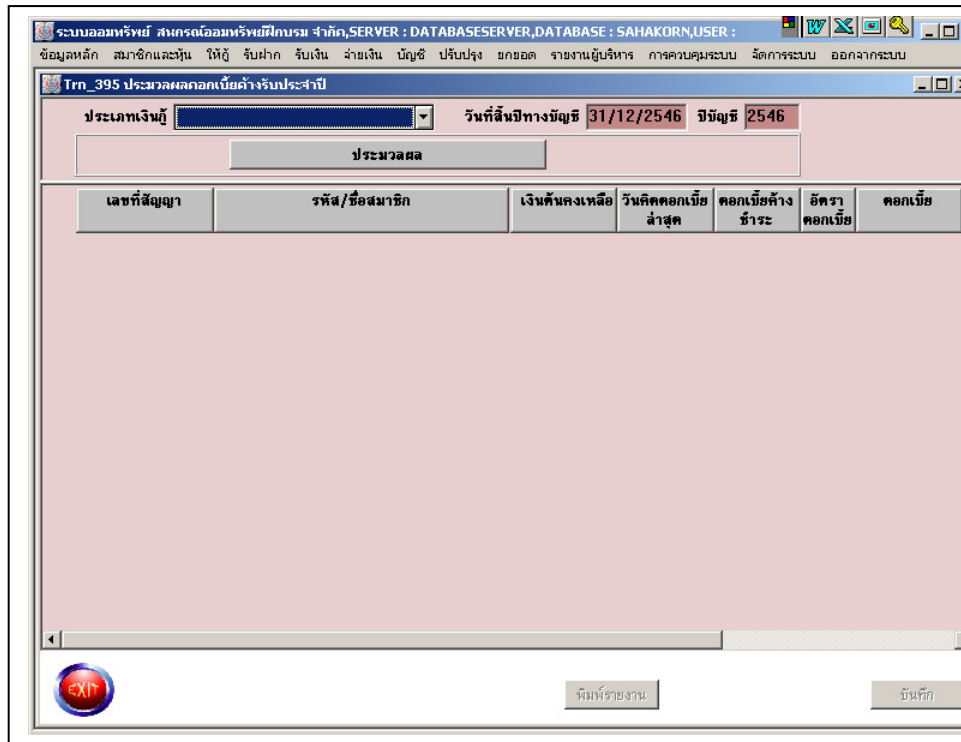 ระบบออมทรัพย์ สหกรณ์ออมทรัพย์ฝึกบรม จำกัด,SERVER : DATABASESERVER,DATABASE : SAHAKORN,USER :
ข้อมูลหลัก สมาชิกและหุ้น ให้กู้ รับฝาก รับเงิน จ่ายเงิน บัญชี ปรับปรุง ยกยอด รายงานผู้บริหาร การควบคุมระบบ จัดการระบบ ออกจากระบบ
Trn_395 ประมวลผลดอกเบี้ยค้างรับประจำปี
ประเภทเงินกู้ วันที่สิ้นปีทางบัญชี 31/12/2546 ปีบัญชี 2546
ประมวลผล
เลขที่สัญญา รหัส/ชื่อสมาชิก เงินต้นคงเหลือ วันคิดดอกเบี้ย ดอกเบี้ยค้าง อัตรา ดอกเบี้ย
ล่าสุด ชำระ ดอกเบี้ย
EXIT พิมพ์รายงาน บันทึก